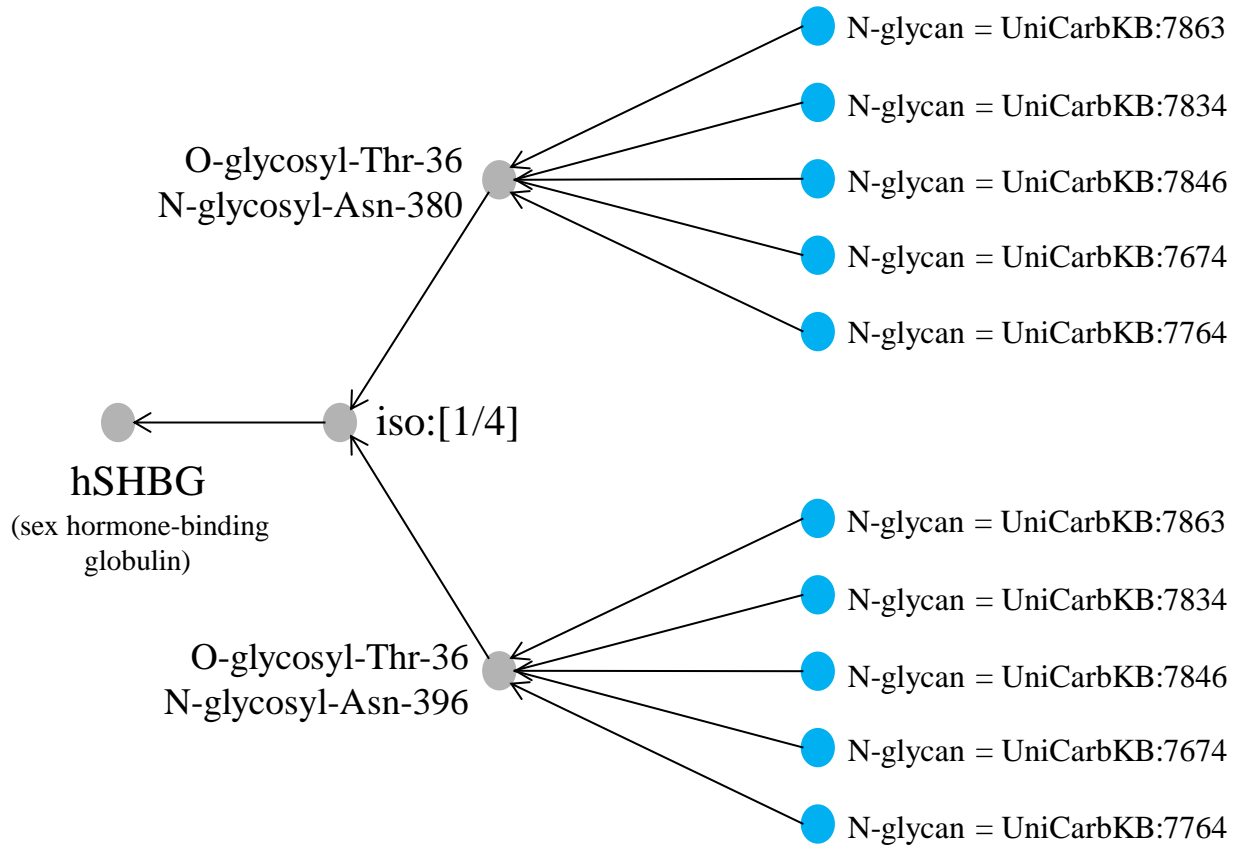 N-glycan = UniCarbKB:7863
N-glycan = UniCarbKB:7834
O-glycosyl-Thr-36
N-glycosyl-Asn-380
N-glycan = UniCarbKB:7846
N-glycan = UniCarbKB:7674
N-glycan = UniCarbKB:7764
iso:[1/4]
hSHBG
(sex hormone-binding
globulin)
N-glycan = UniCarbKB:7863
N-glycan = UniCarbKB:7834
O-glycosyl-Thr-36
N-glycosyl-Asn-396
N-glycan = UniCarbKB:7846
N-glycan = UniCarbKB:7674
N-glycan = UniCarbKB:7764